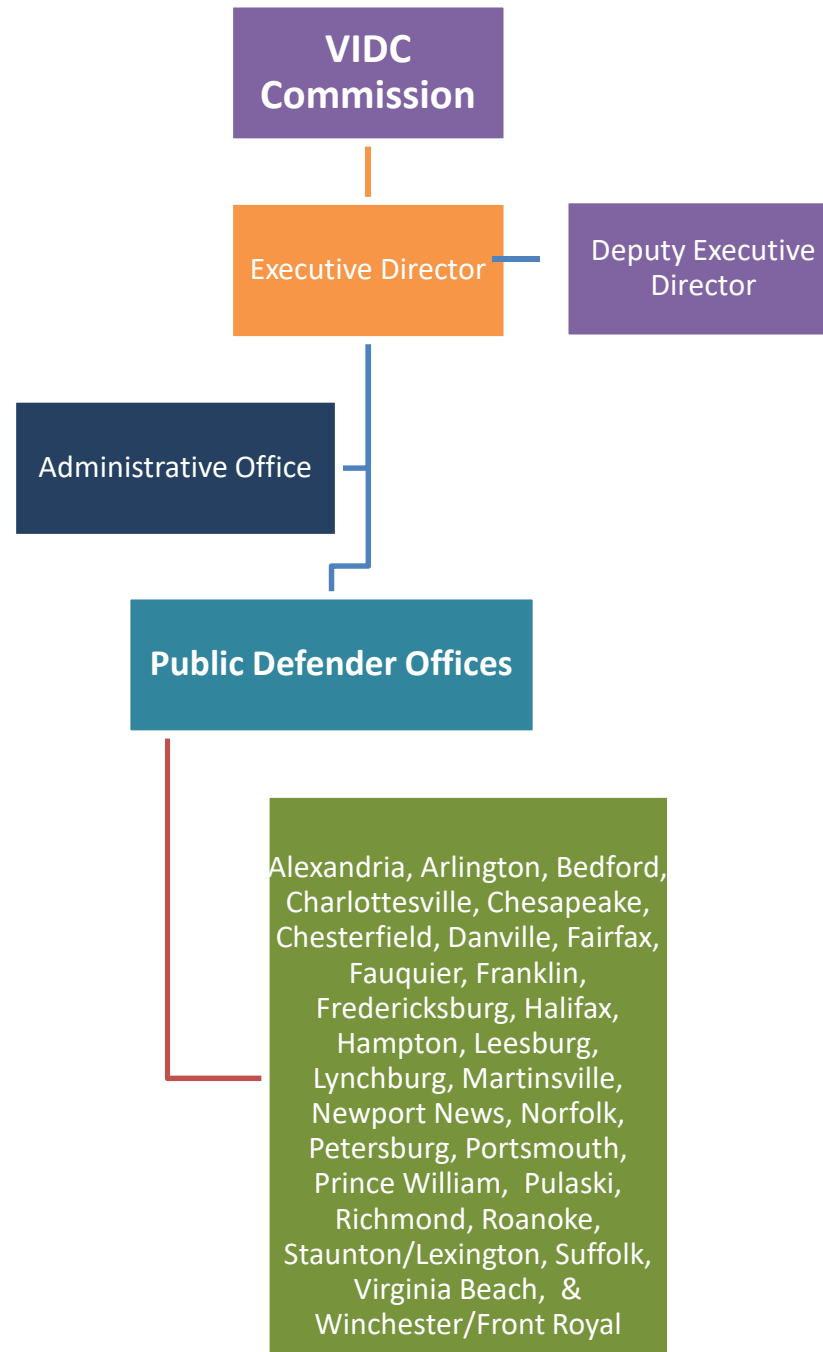 VIDC
Commission
Executive Director
Deputy Executive
Director
Administrative Office
Public Defender Offices
Alexandria, Arlington, Bedford,
Charlottesville, Chesapeake,
Chesterfield, Danville, Fairfax,
Fauquier, Franklin,
Fredericksburg, Halifax,
Hampton, Leesburg,
Lynchburg, Martinsville,
Newport News, Norfolk,
Petersburg, Portsmouth,
Prince William,  Pulaski,
Richmond, Roanoke,
Staunton/Lexington, Suffolk,
Virginia Beach,  &
Winchester/Front Royal